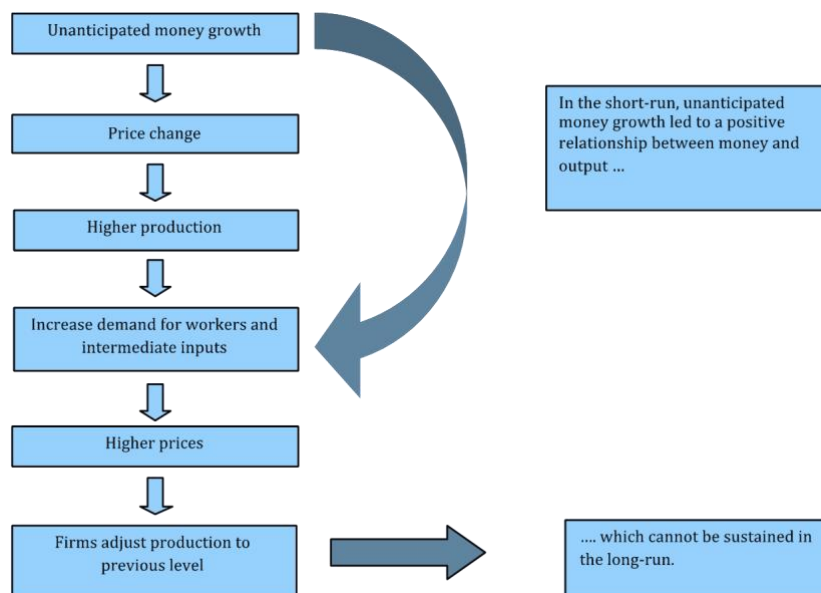 Unanticipated money growth
Price change
Higher production
Increase demand for workers and
intermediate inputs
Higher prices
Firms adjust production to
previous level
In the short-run, unanticipated
money growth led to a positive
relationship between money and
output ...
.... which cannot be sustained in
the long-run.